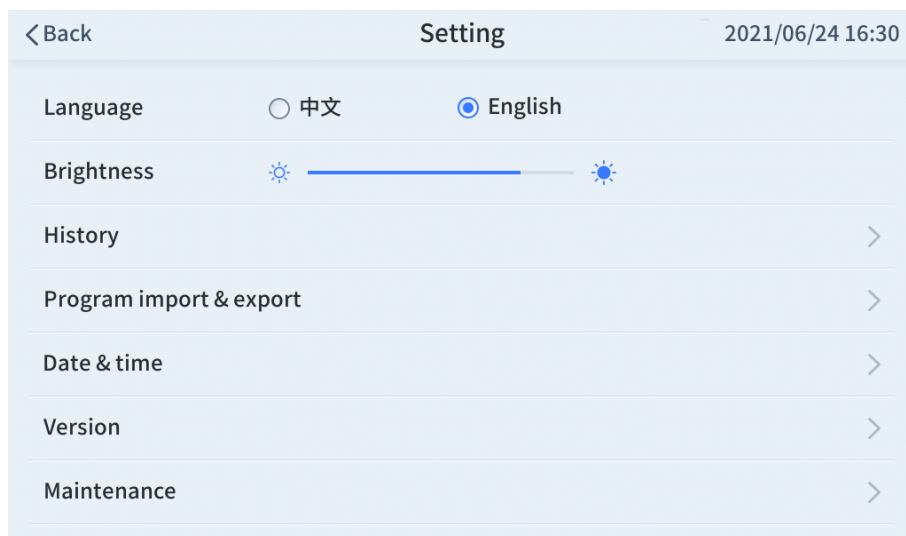 Back Setting 2021/06/24 16:30
Language 中文 English
Brightness
History
Program import & export
Date & time
Version
Maintenance